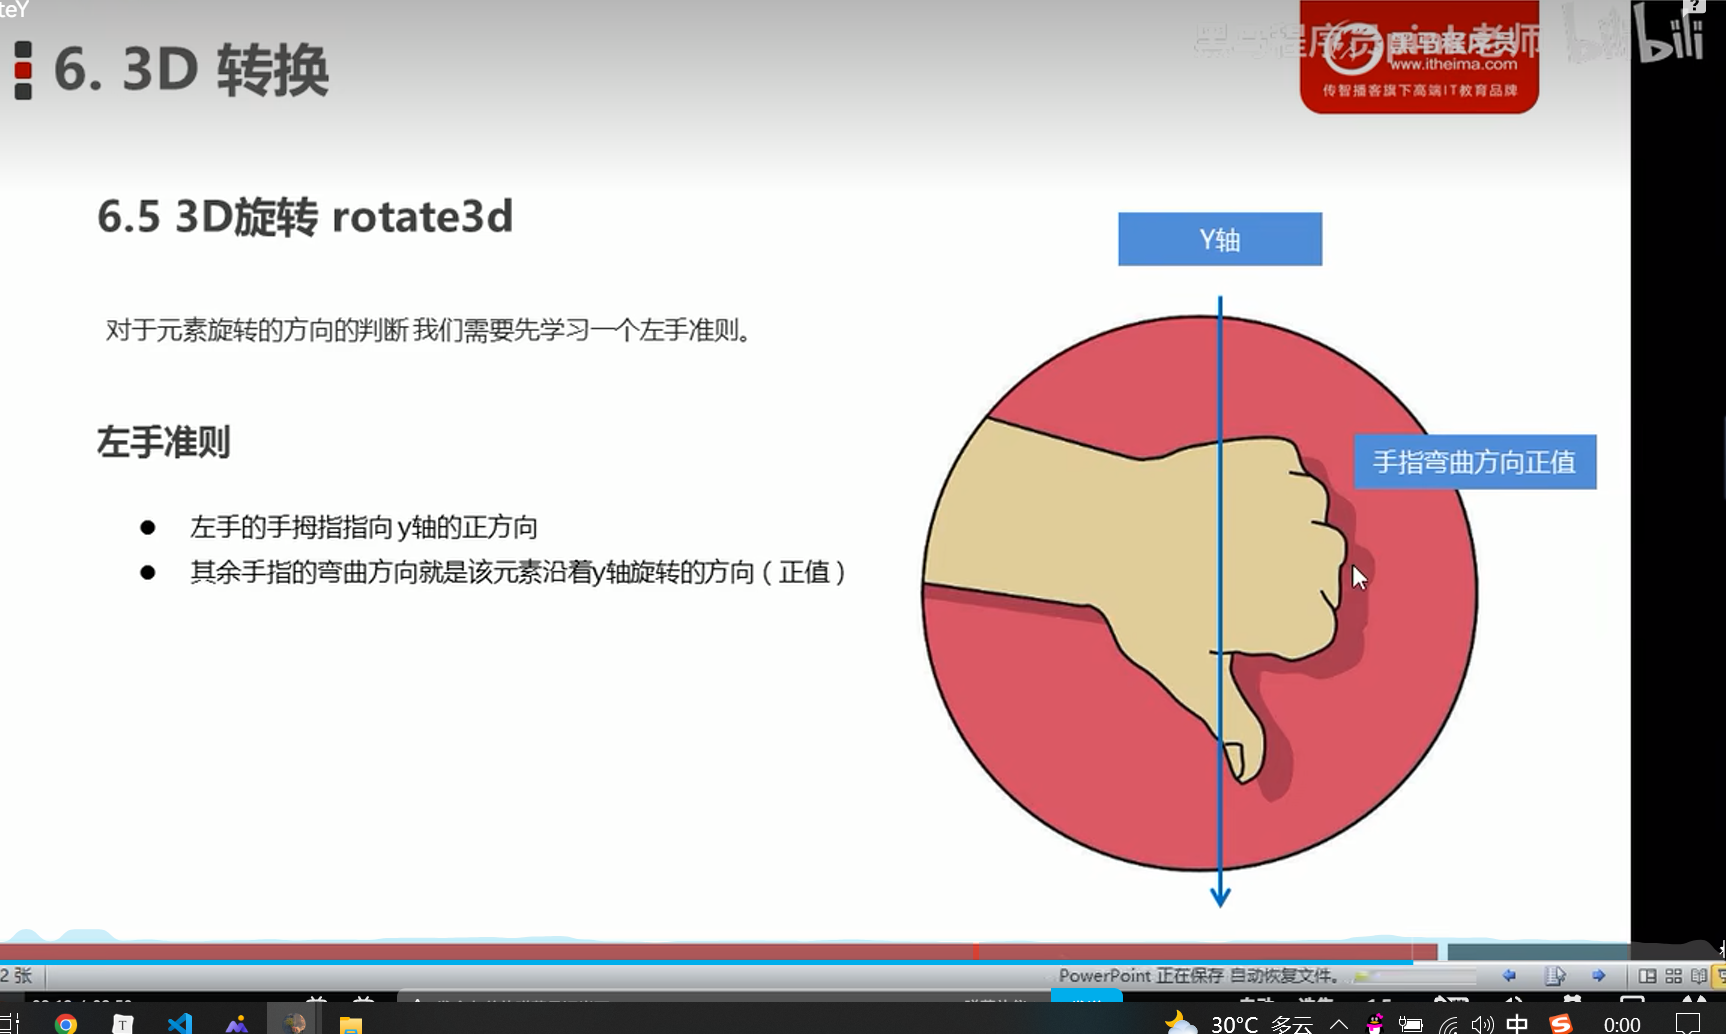 teY
6. 3D 转换
黑马程序员pink老师
bilibili
黑马程序员
www.itheima.com
传智播客旗下高端IT教育品牌
6.5 3D旋转 rotate3d
Y轴
对于元素旋转的方向的判断 我们需要先学习一个左手准则。
左手准则
手指弯曲方向正值
左手的手拇指指向 y轴的正方向
其余手指的弯曲方向就是该元素沿着y轴旋转的方向（正值）
2 张
PowerPoint 正在保存 自动恢复文件。
30°C 多云
中
0:00